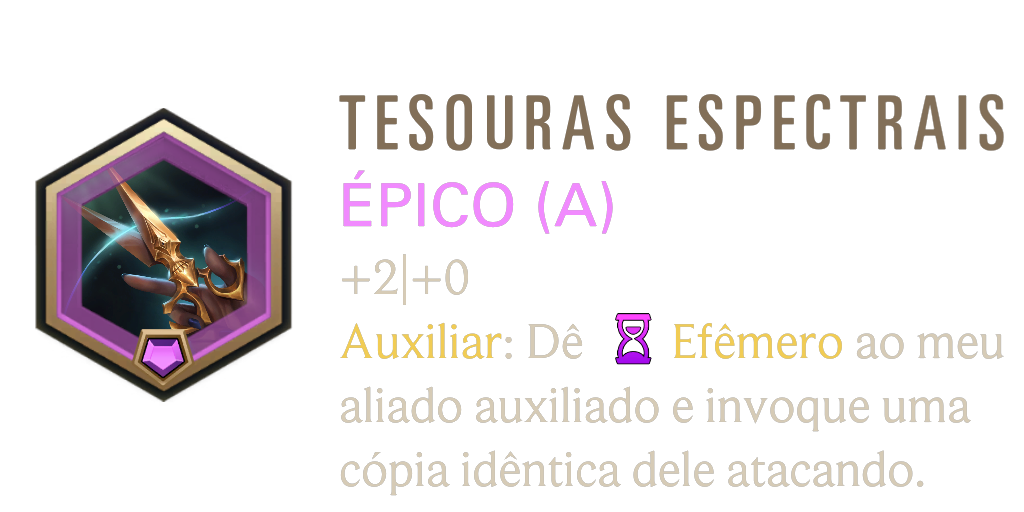 TESOURAS ESPECTRAIS
ÉPICO (A)
+2|+0
Auxiliar: Dê Efêmero ao meu
aliado auxiliado e invoque uma
cópia idêntica dele atacando.